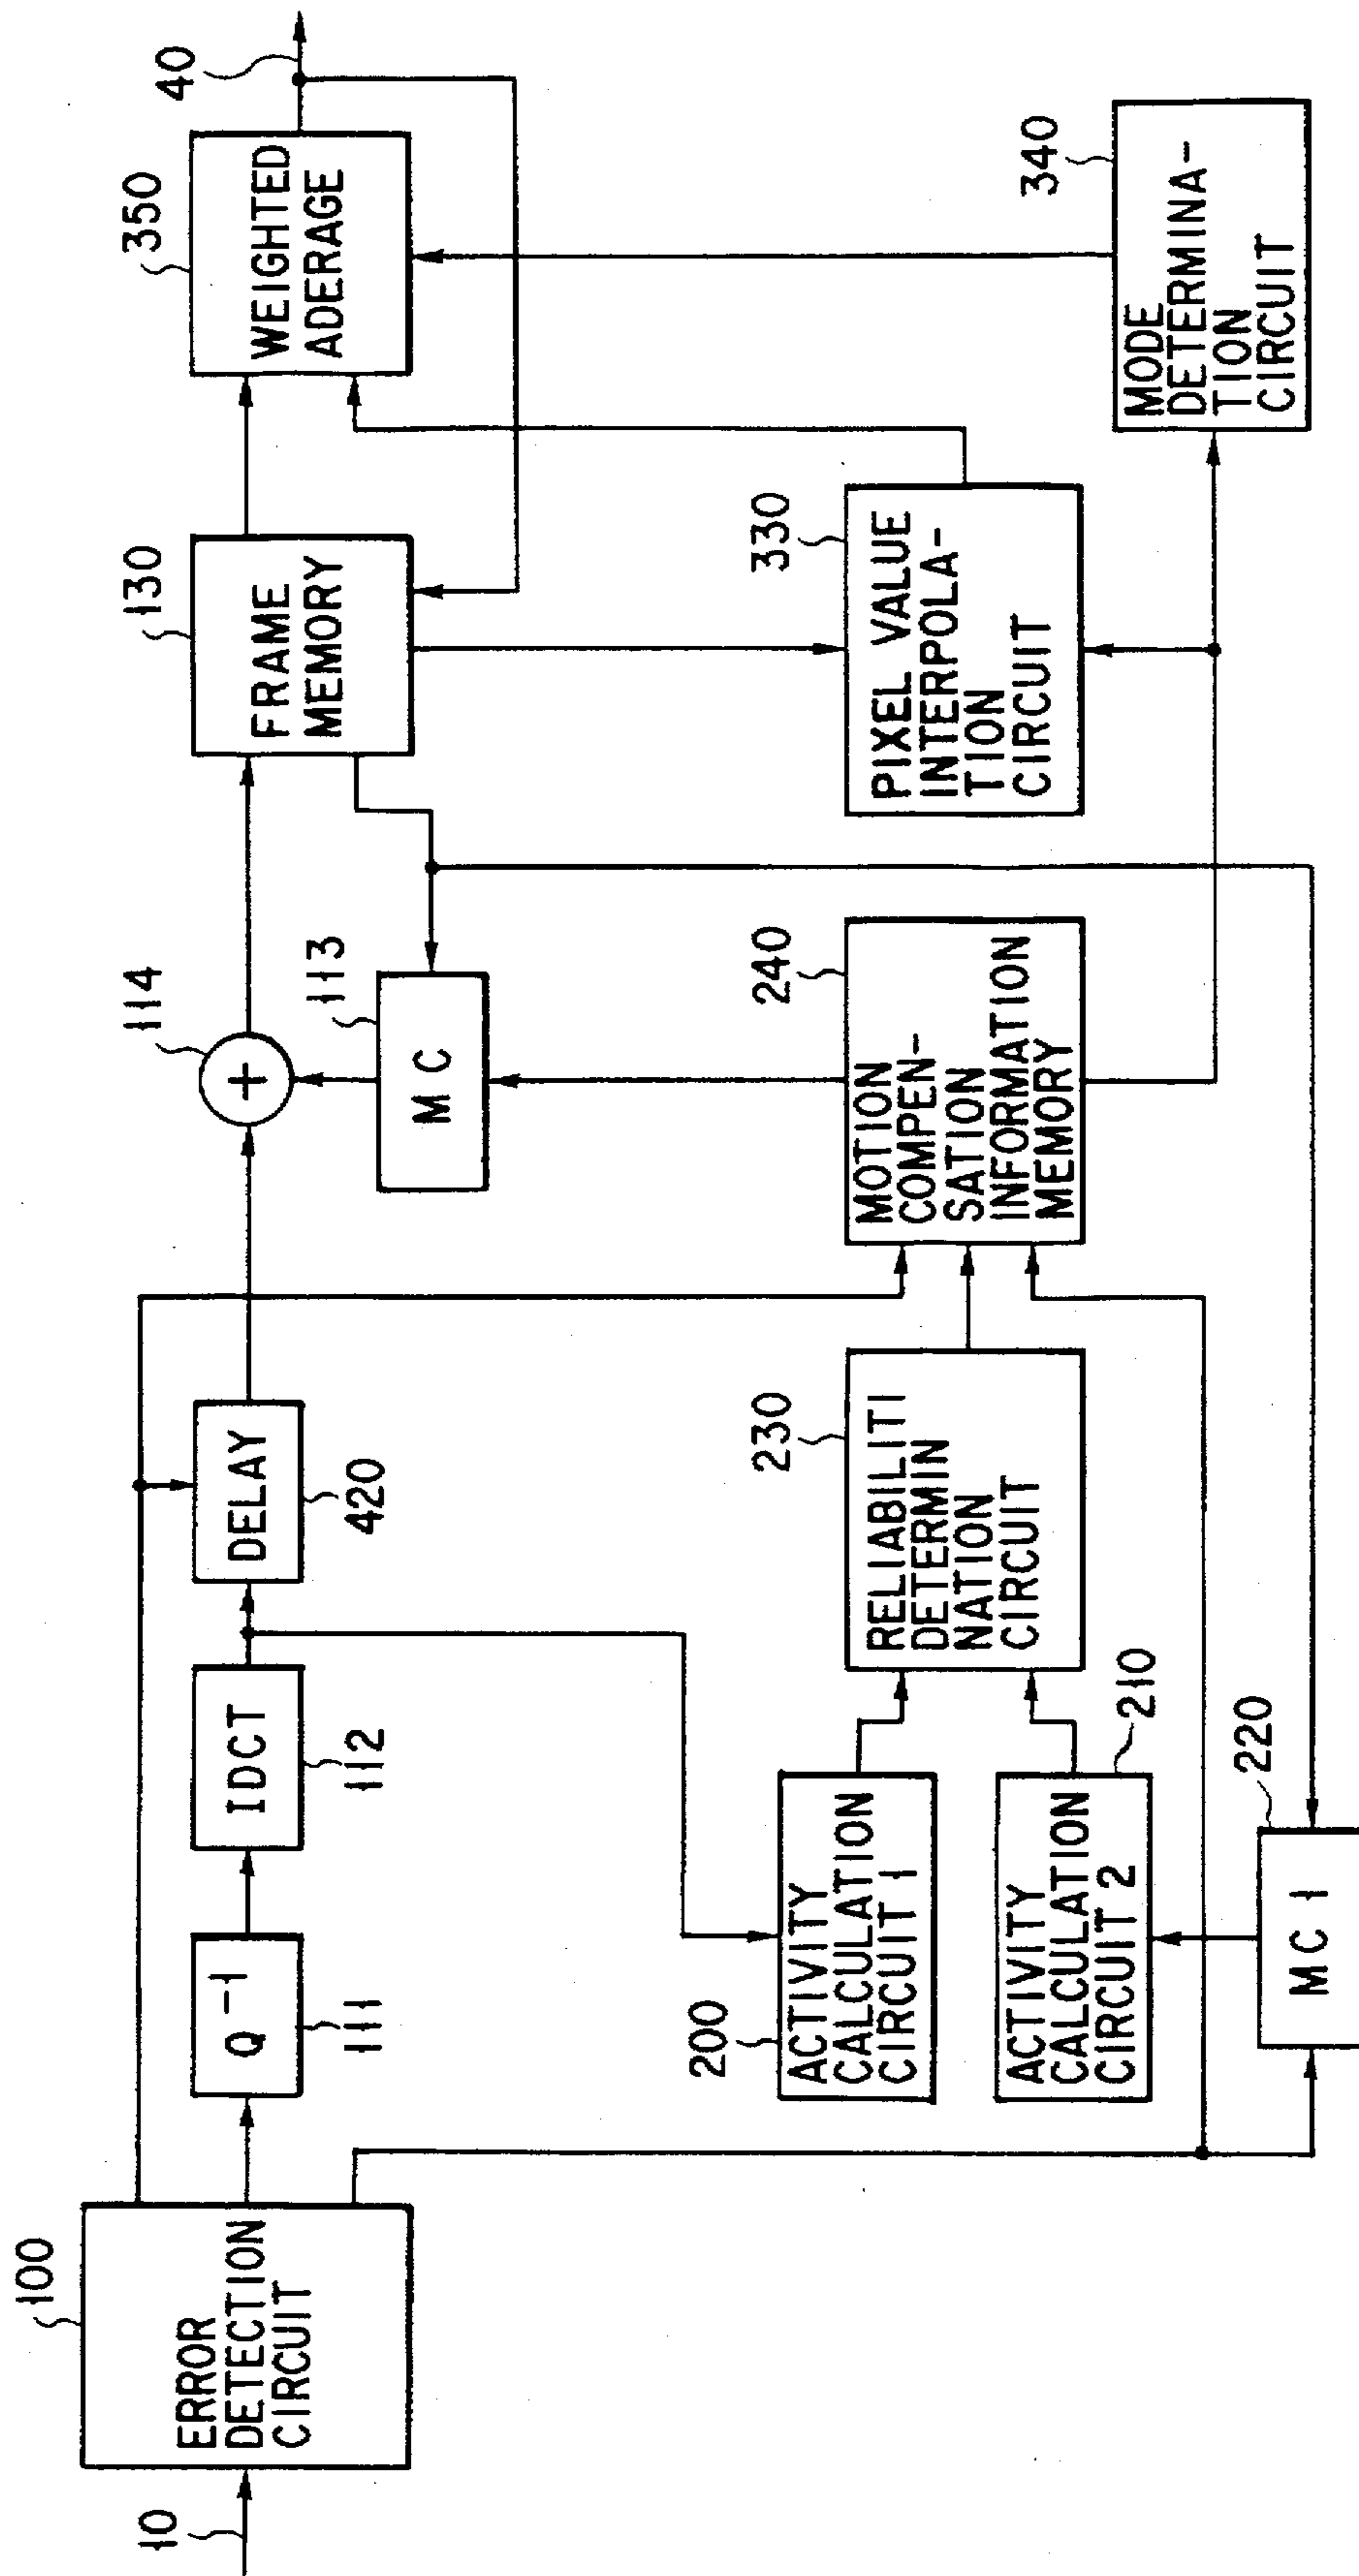 10
100
ERROR
DETECTION
CIRCUIT
Q⁻¹
111
IDCT
112
DELAY
420
+
114
M C
113
FRAME
MEMORY
130
WEIGHTED
ADERAGE
350
40
200
ACTIVITY
CALCULATION
CIRCUIT 1
ACTIVITY
CALCULATION
CIRCUIT 2
210
MC 1
220
RELIABILITI
DETERMIN
NATION
CIRCUIT
230
MOTION
COMPEN-
SATION
INFORMATION
MEMORY
240
PIXEL VALUE
INTERPOLA-
TION
CIRCUIT
330
MODE
DETERMINA-
TION
CIRCUIT
340